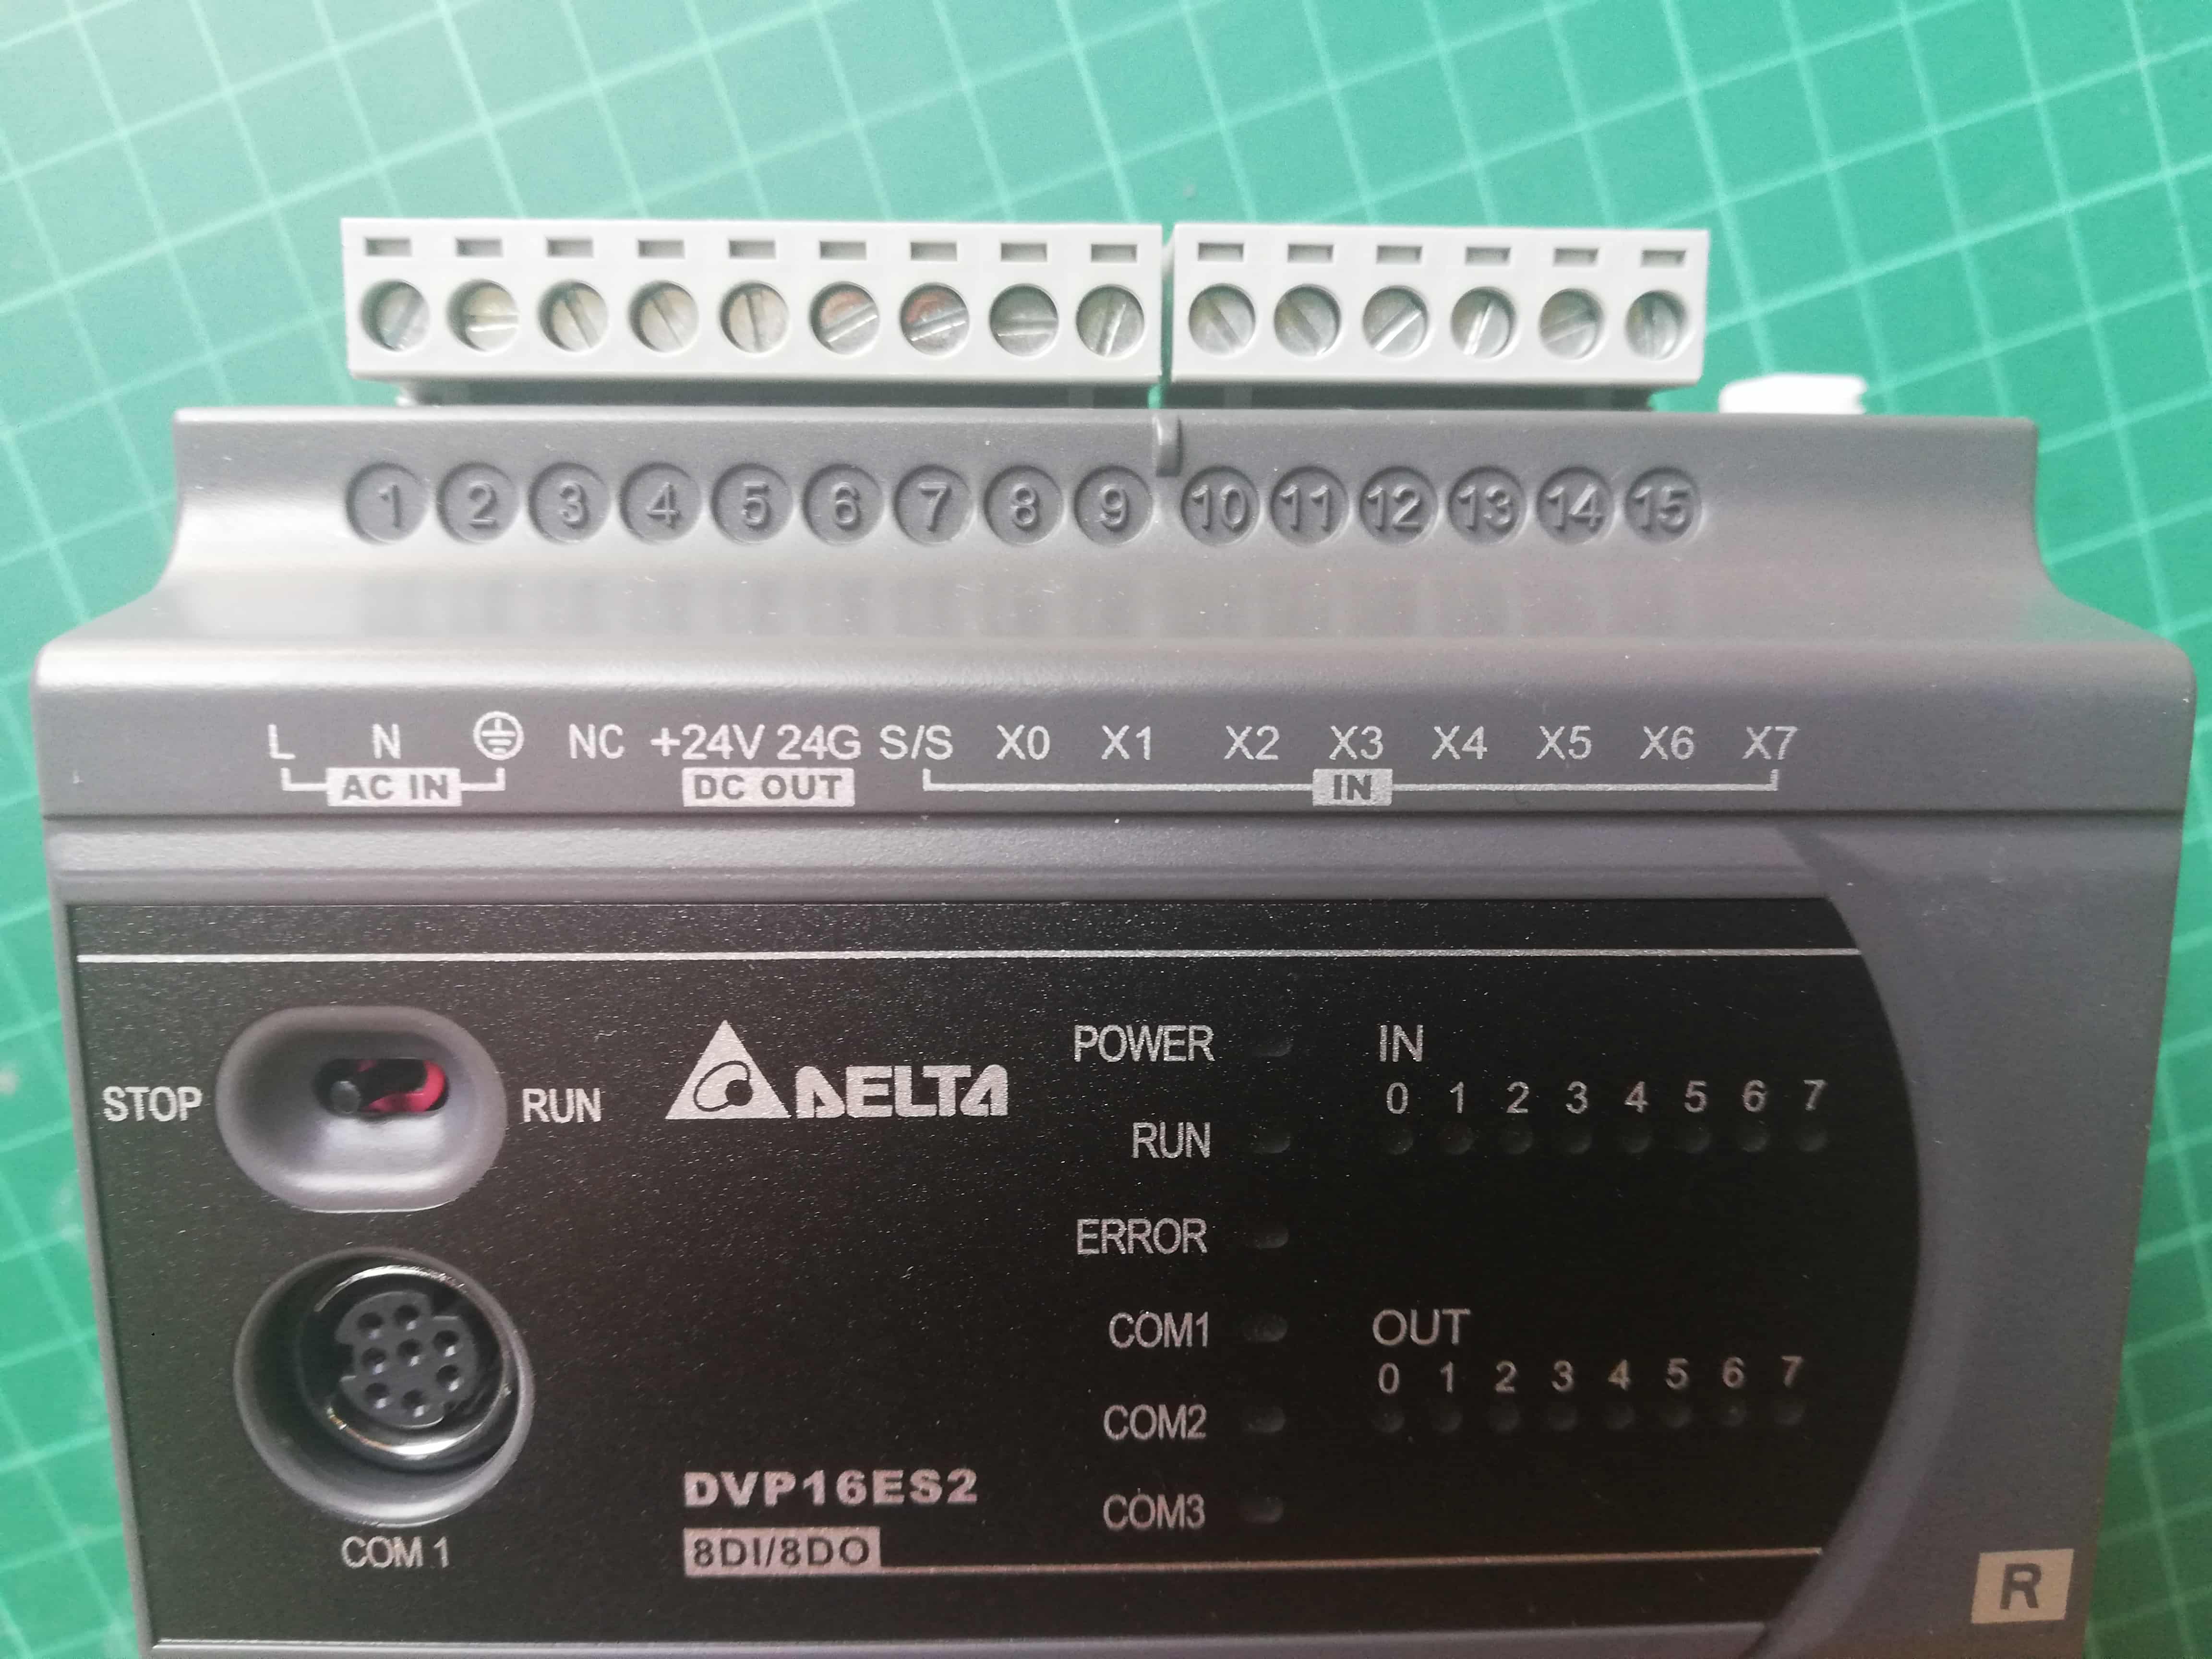 1 2 3 4 5 6 7 8 9 10 11 12 13 14 15
L N NC +24V 24G S/S X0 X1 X2 X3 X4 X5 X6 X7
AC IN DC OUT IN
STOP RUN
DELTA
COM 1
DVP16ES2
8DI/8DO
POWER
RUN
ERROR
COM1
COM2
COM3
IN
0 1 2 3 4 5 6 7
OUT
0 1 2 3 4 5 6 7
R